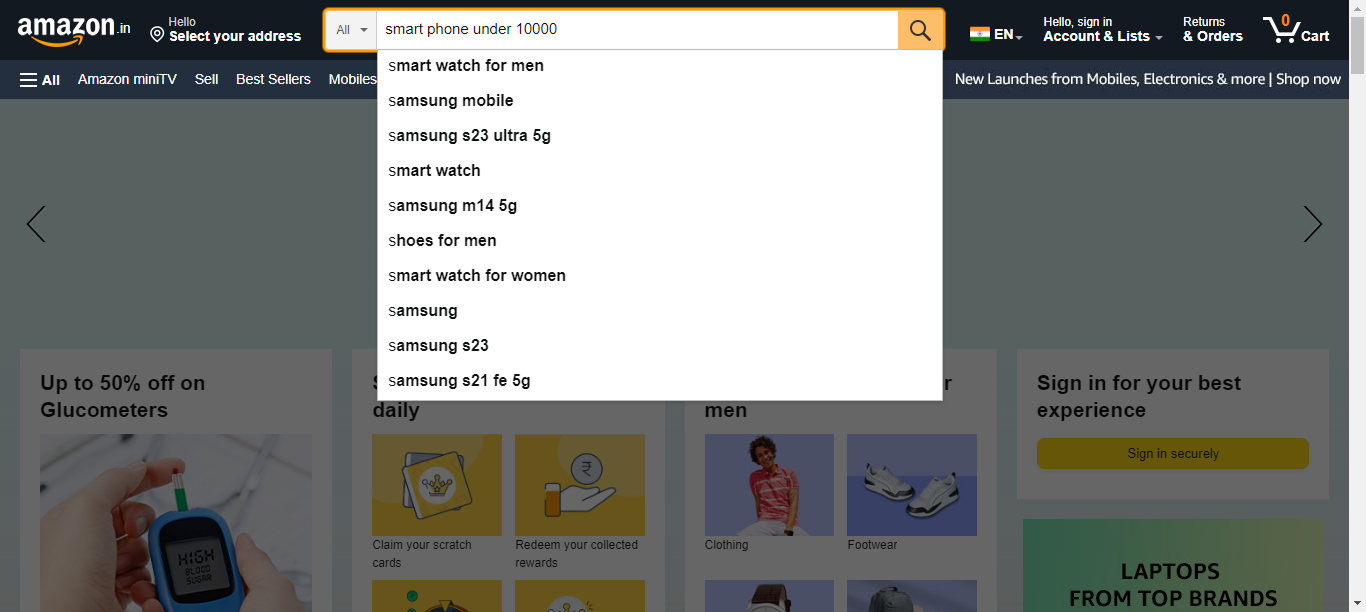 amazon.in
Hello
Select your address
All
smart phone under 10000
EN
Hello, sign in
Account & Lists
Returns
& Orders
0
Cart
All
Amazon miniTV
Sell
Best Sellers
Mobiles
New Launches from Mobiles, Electronics & more | Shop now
smart watch for men
samsung mobile
samsung s23 ultra 5g
smart watch
samsung m14 5g
shoes for men
smart watch for women
samsung
samsung s23
samsung s21 fe 5g
Up to 50% off on
Glucometers
HIGH
BLOOD
SUGAR
daily
Claim your scratch
cards
Redeem your collected
rewards
men
Clothing
Footwear
Sign in for your best
experience
Sign in securely
LAPTOPS
FROM TOP BRANDS